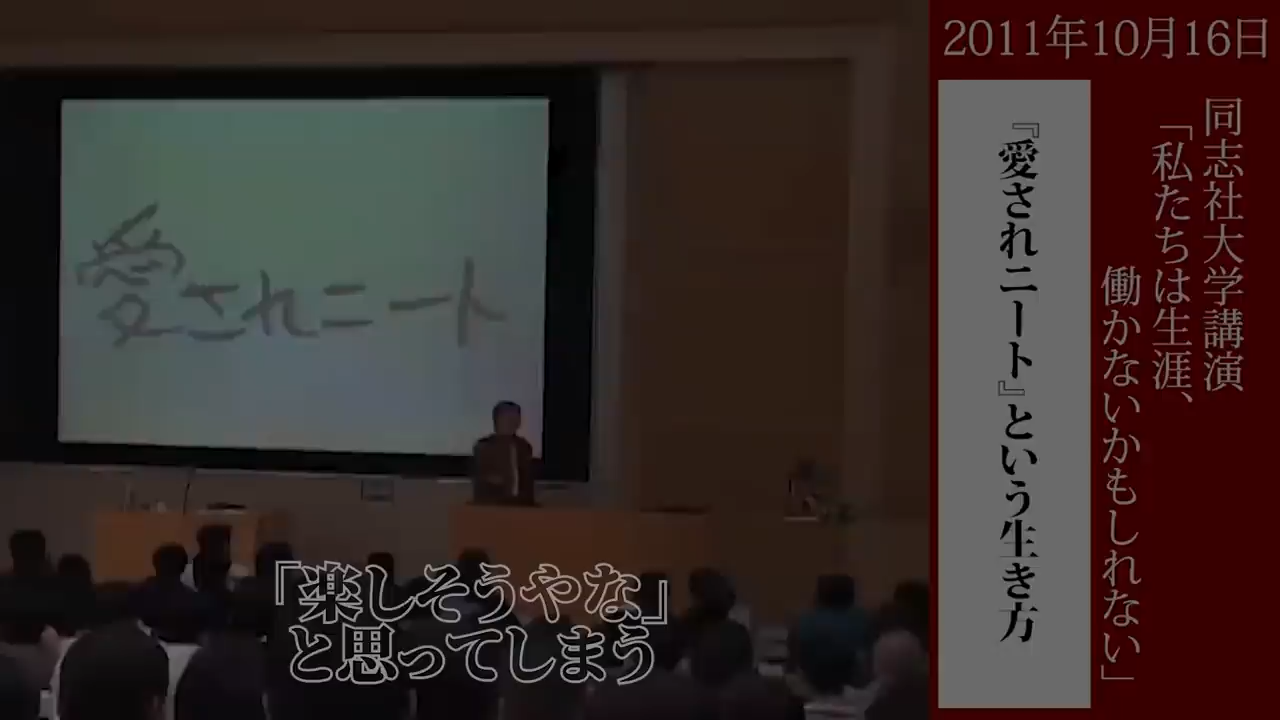 2011年10月16日
同志社大学講演
「私たちは生涯、
働かないかもしれない」
『愛されニート』という生き方
愛されニート
「楽しそうやな」
と思ってしまう